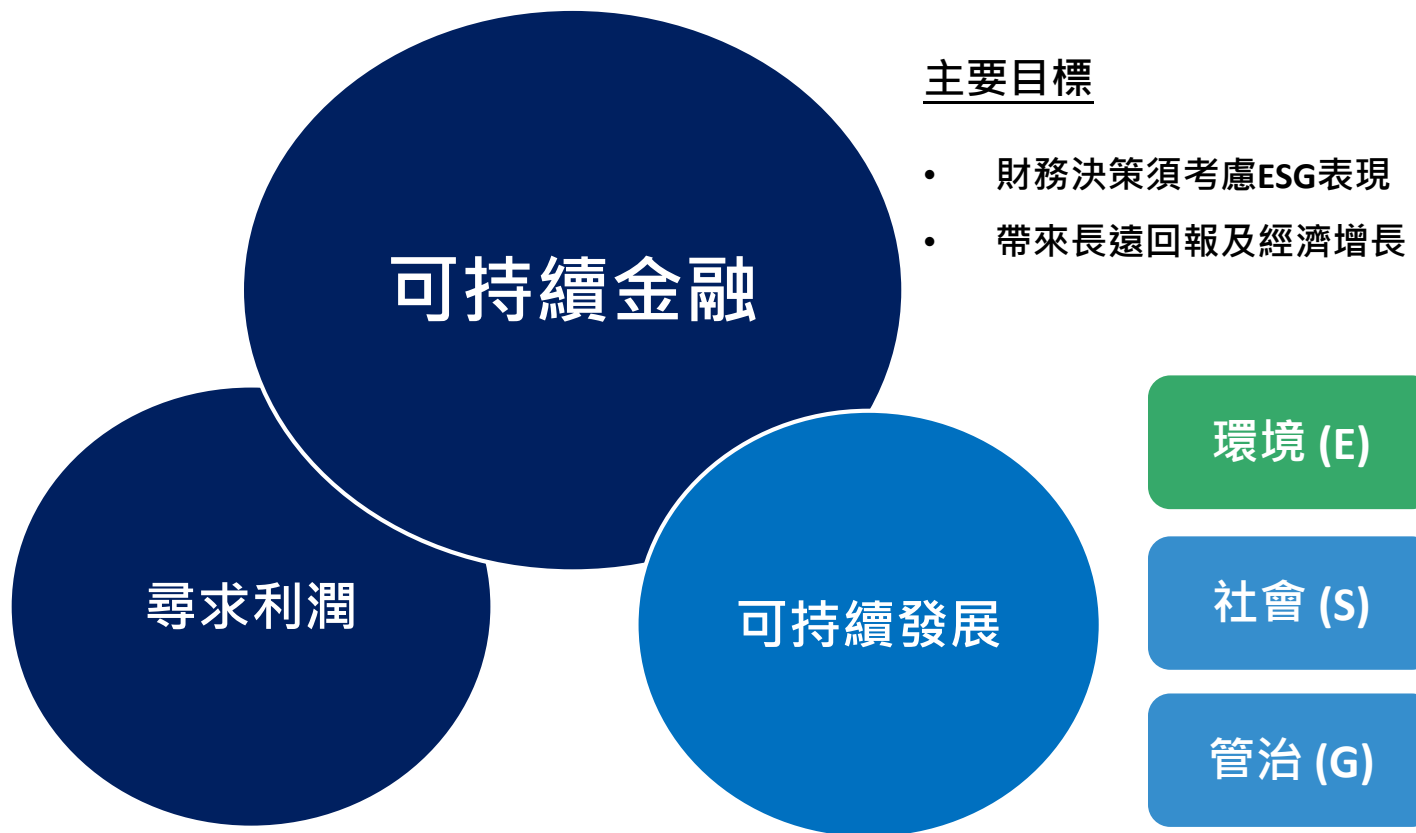 主要目標
• 財務決策須考慮ESG表現
• 帶來長遠回報及經濟增長
可持續金融
尋求利潤
可持續發展
環境 (E)
社會 (S)
管治 (G)